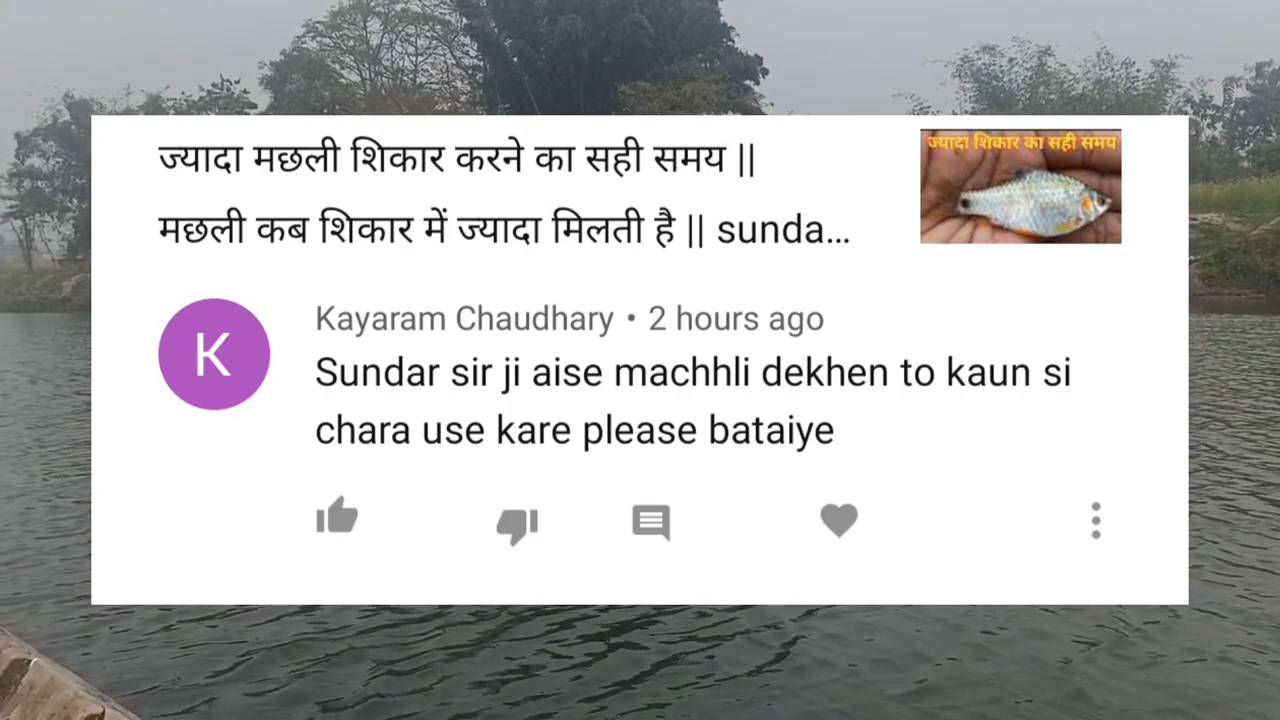 ज्यादा मछली शिकार करने का सही समय ||
मछली कब शिकार में ज्यादा मिलती है || sunda...
ज्यादा शिकार का सही समय
K
Kayaram Chaudhary • 2 hours ago
Sundar sir ji aise machhli dekhen to kaun si
chara use kare please bataiye